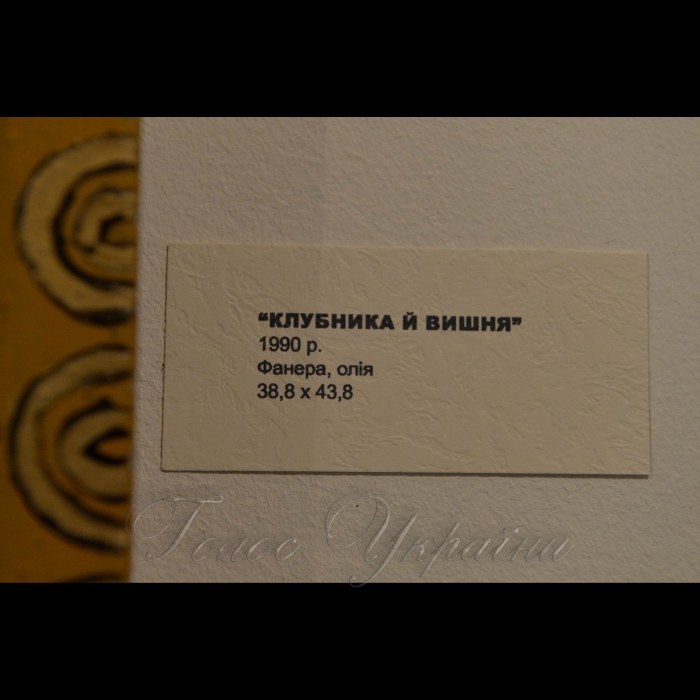 “КЛУБНИКА Й ВИШНЯ”
1990 р.
Фанера, олія
38,8 х 43,8
Голос України